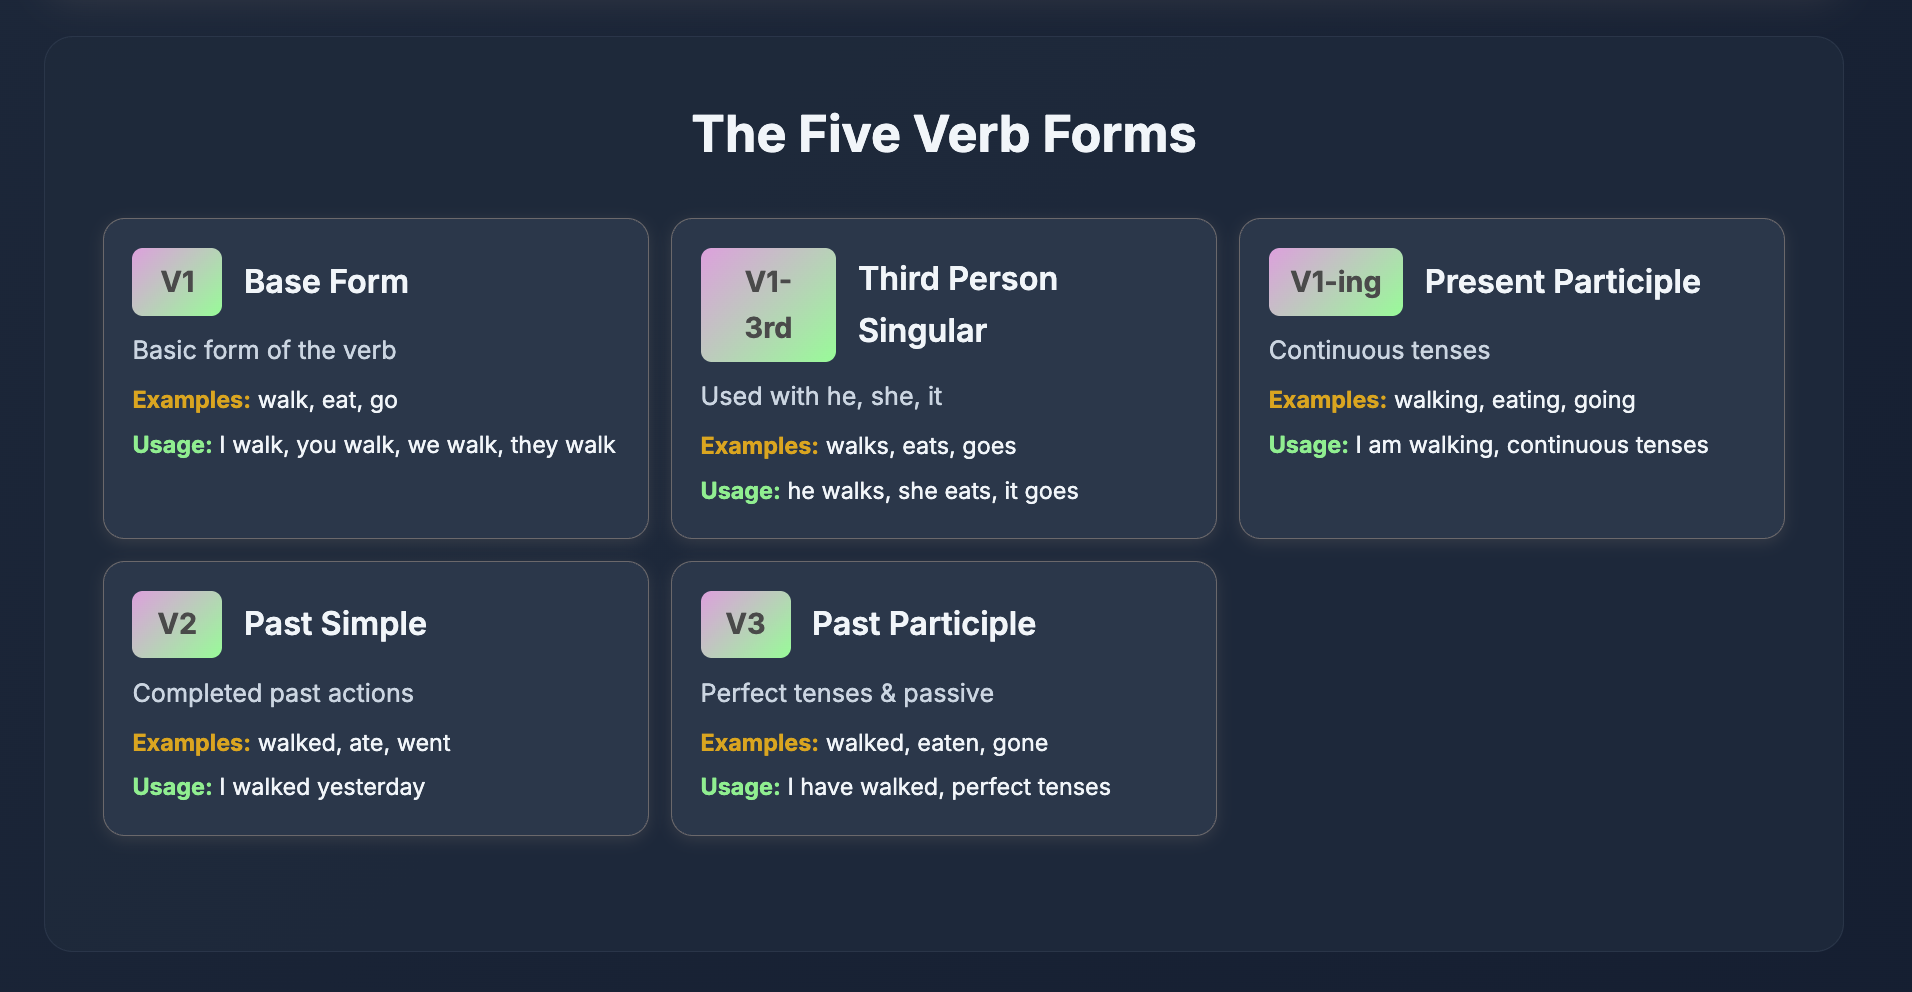 The Five Verb Forms
V1
Base Form
Basic form of the verb
Examples: walk, eat, go
Usage: I walk, you walk, we walk, they walk
V1-
3rd
Third Person
Singular
Used with he, she, it
Examples: walks, eats, goes
Usage: he walks, she eats, it goes
V1-ing
Present Participle
Continuous tenses
Examples: walking, eating, going
Usage: I am walking, continuous tenses
V2
Past Simple
Completed past actions
Examples: walked, ate, went
Usage: I walked yesterday
V3
Past Participle
Perfect tenses & passive
Examples: walked, eaten, gone
Usage: I have walked, perfect tenses